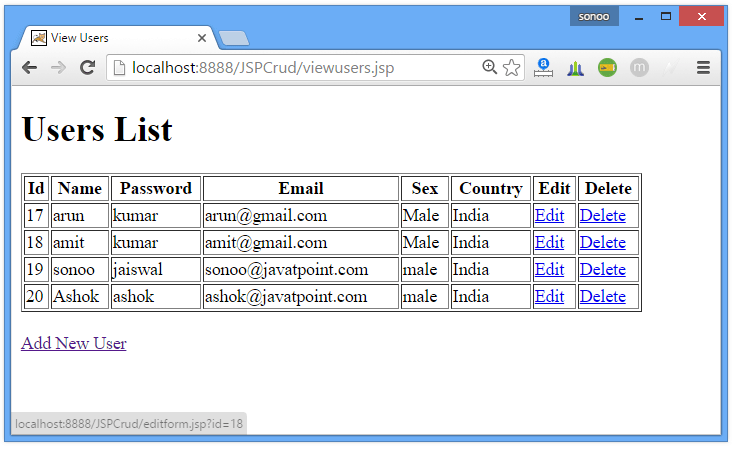 sonoo
View Users
localhost:8888/JSPCrud/viewusers.jsp
a
m
Users List
Id Name Password Email Sex Country Edit Delete
17 arun kumar arun@gmail.com Male India Edit Delete
18 amit kumar amit@gmail.com Male India Edit Delete
19 sonoo jaiswal sonoo@javatpoint.com male India Edit Delete
20 Ashok ashok ashok@javatpoint.com male India Edit Delete
Add New User
localhost:8888/JSPCrud/editform.jsp?id=18